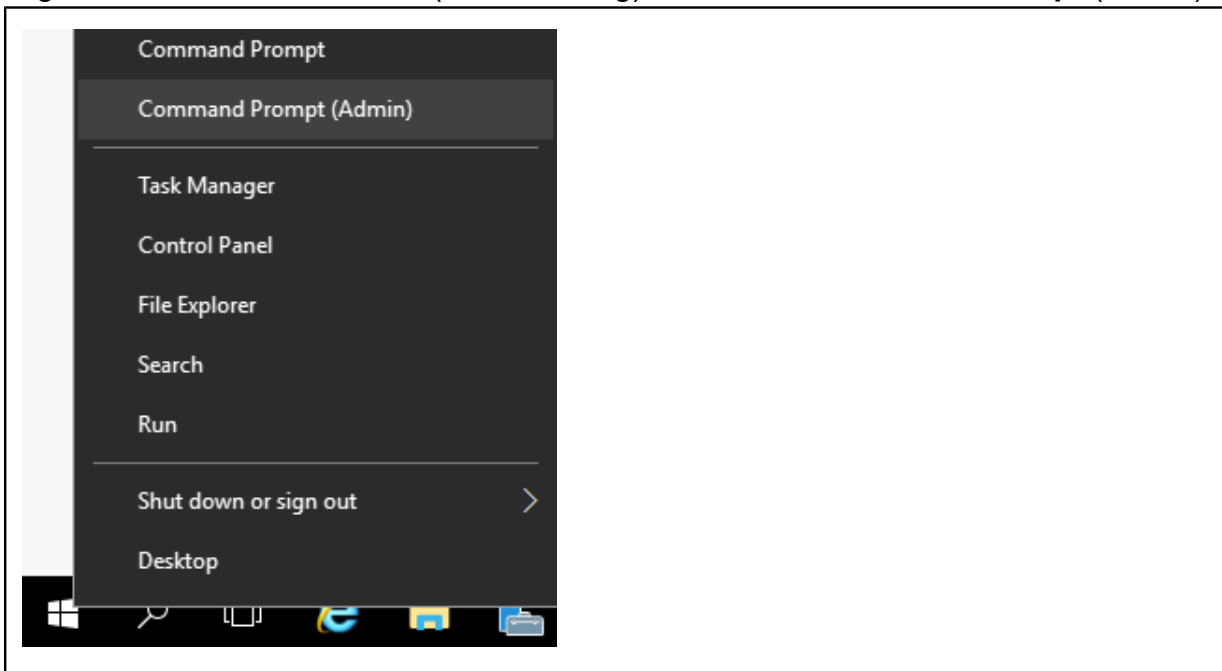 Command Prompt
Command Prompt (Admin)
Task Manager
Control Panel
File Explorer
Search
Run
Shut down or sign out
Desktop